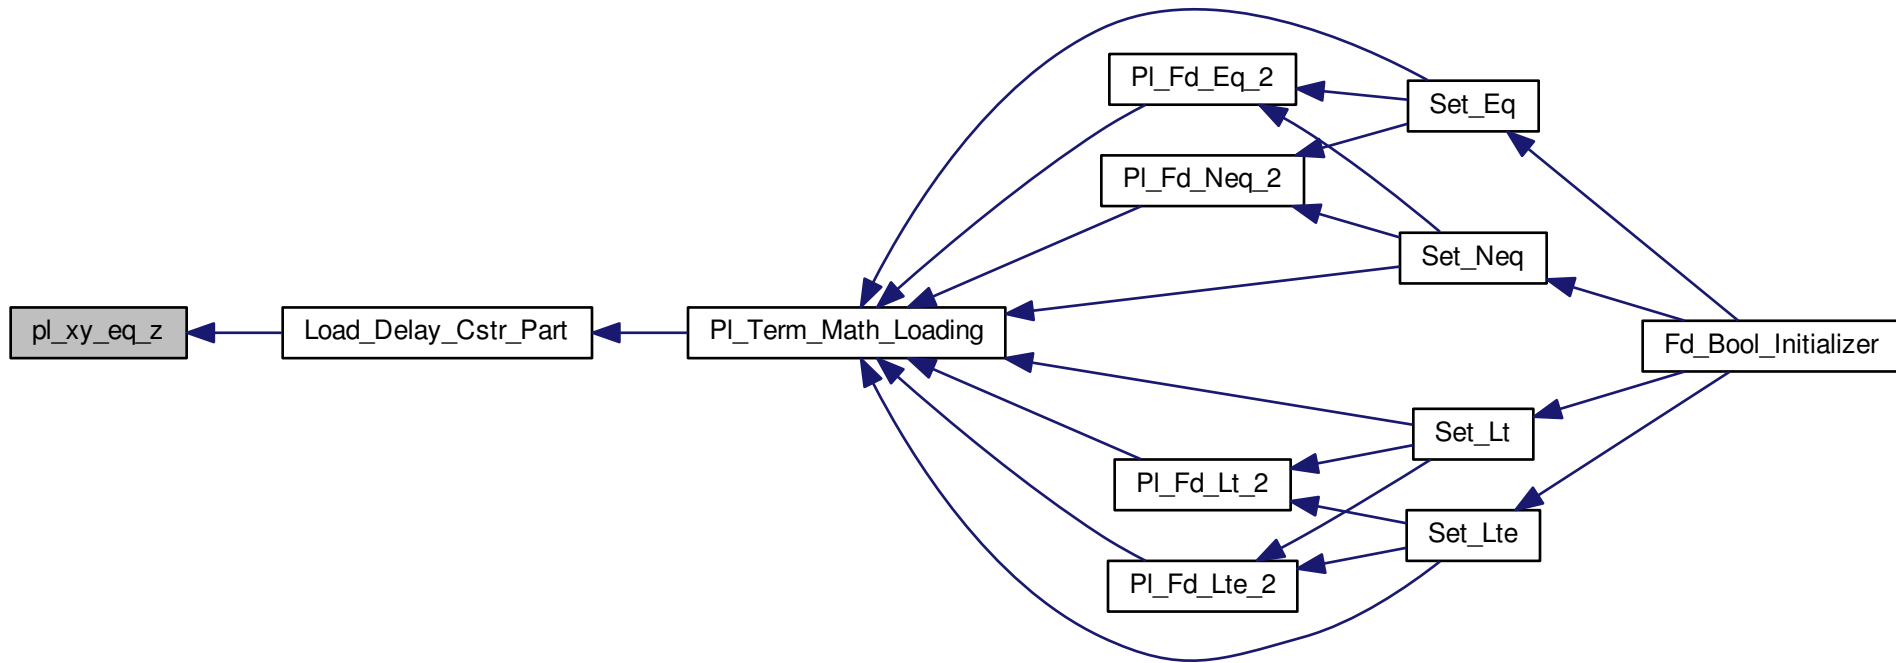 pl_xy_eq_z
Load_Delay_Cstr_Part
Pl_Term_Math_Loading
Pl_Fd_Eq_2
Pl_Fd_Neq_2
Pl_Fd_Lt_2
Pl_Fd_Lte_2
Set_Eq
Set_Neq
Set_Lt
Set_Lte
Fd_Bool_Initializer